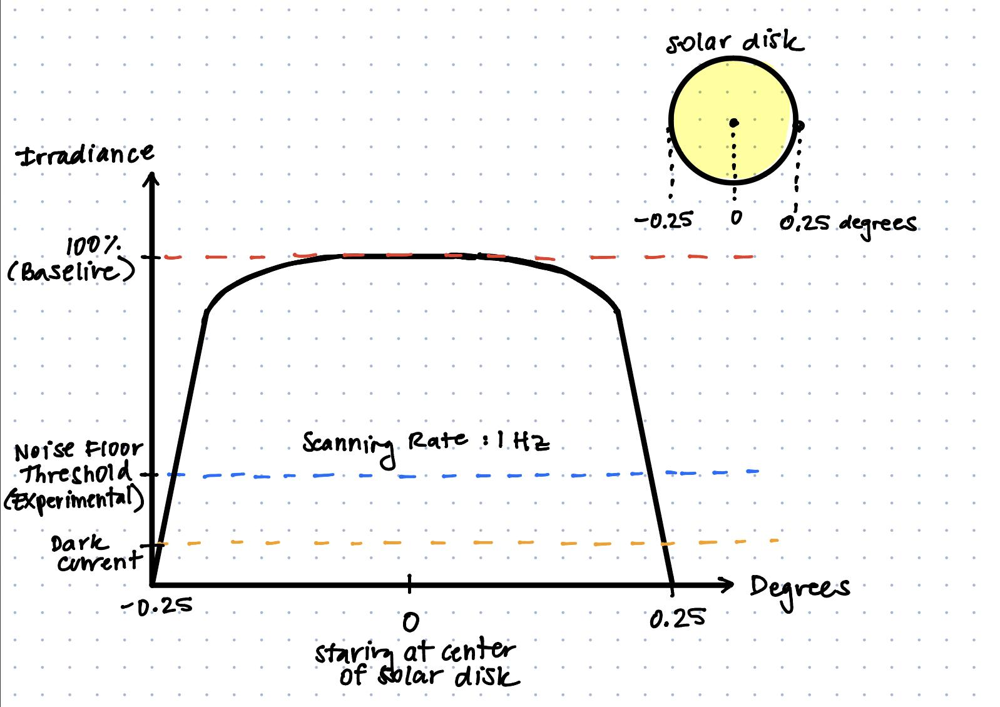 solar disk
-0.25 0 0.25 degrees
Irradiance
100%
(Baseline)
Scanning Rate : 1 Hz
Noise Floor
Threshold
(Experimental)
Dark
current
Degrees
-0.25 0 0.25
staring at center
of solar disk